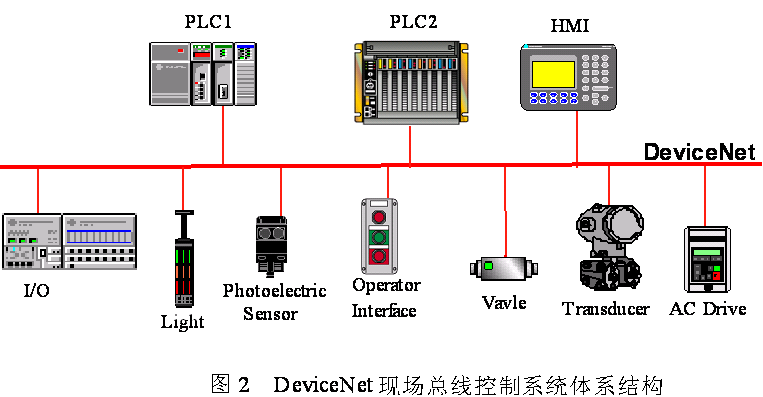 PLC1
PLC2
HMI
DeviceNet
I/O
Light
Photoelectric
Sensor
Operator
Interface
Vavle
Transducer
AC Drive
图 2 DeviceNet 现场总线控制系统体系结构